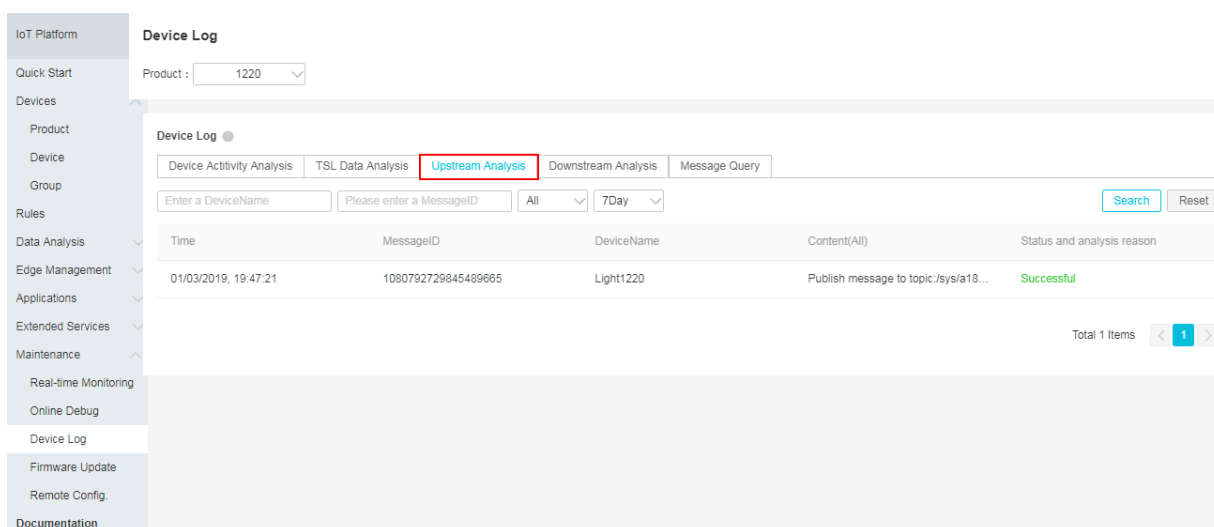 IoT Platform
Device Log
Quick Start
Product :
1220
Devices
Product
Device
Group
Rules
Data Analysis
Edge Management
Applications
Extended Services
Maintenance
Real-time Monitoring
Online Debug
Device Log
Firmware Update
Remote Config.
Documentation
Device Log
Device Actitivity Analysis
TSL Data Analysis
Upstream Analysis
Downstream Analysis
Message Query
Enter a DeviceName
Please enter a MessageID
All
7Day
Search
Reset
Time
MessageID
DeviceName
Content(All)
Status and analysis reason
01/03/2019, 19:47:21
1080792729845489665
Light1220
Publish message to topic:/sys/a18...
Successful
Total 1 Items
1